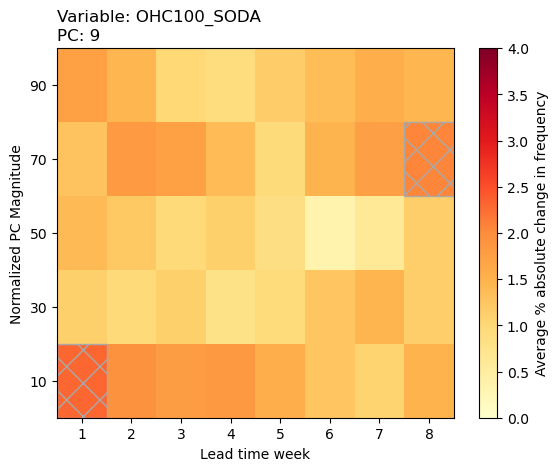 Variable: OHC100_SODA
PC: 9
Normalized PC Magnitude
90
70
50
30
10
1 2 3 4 5 6 7 8
Lead time week
4.0
3.5
3.0
2.5
2.0
1.5
1.0
0.5
0.0
Average % absolute change in frequency